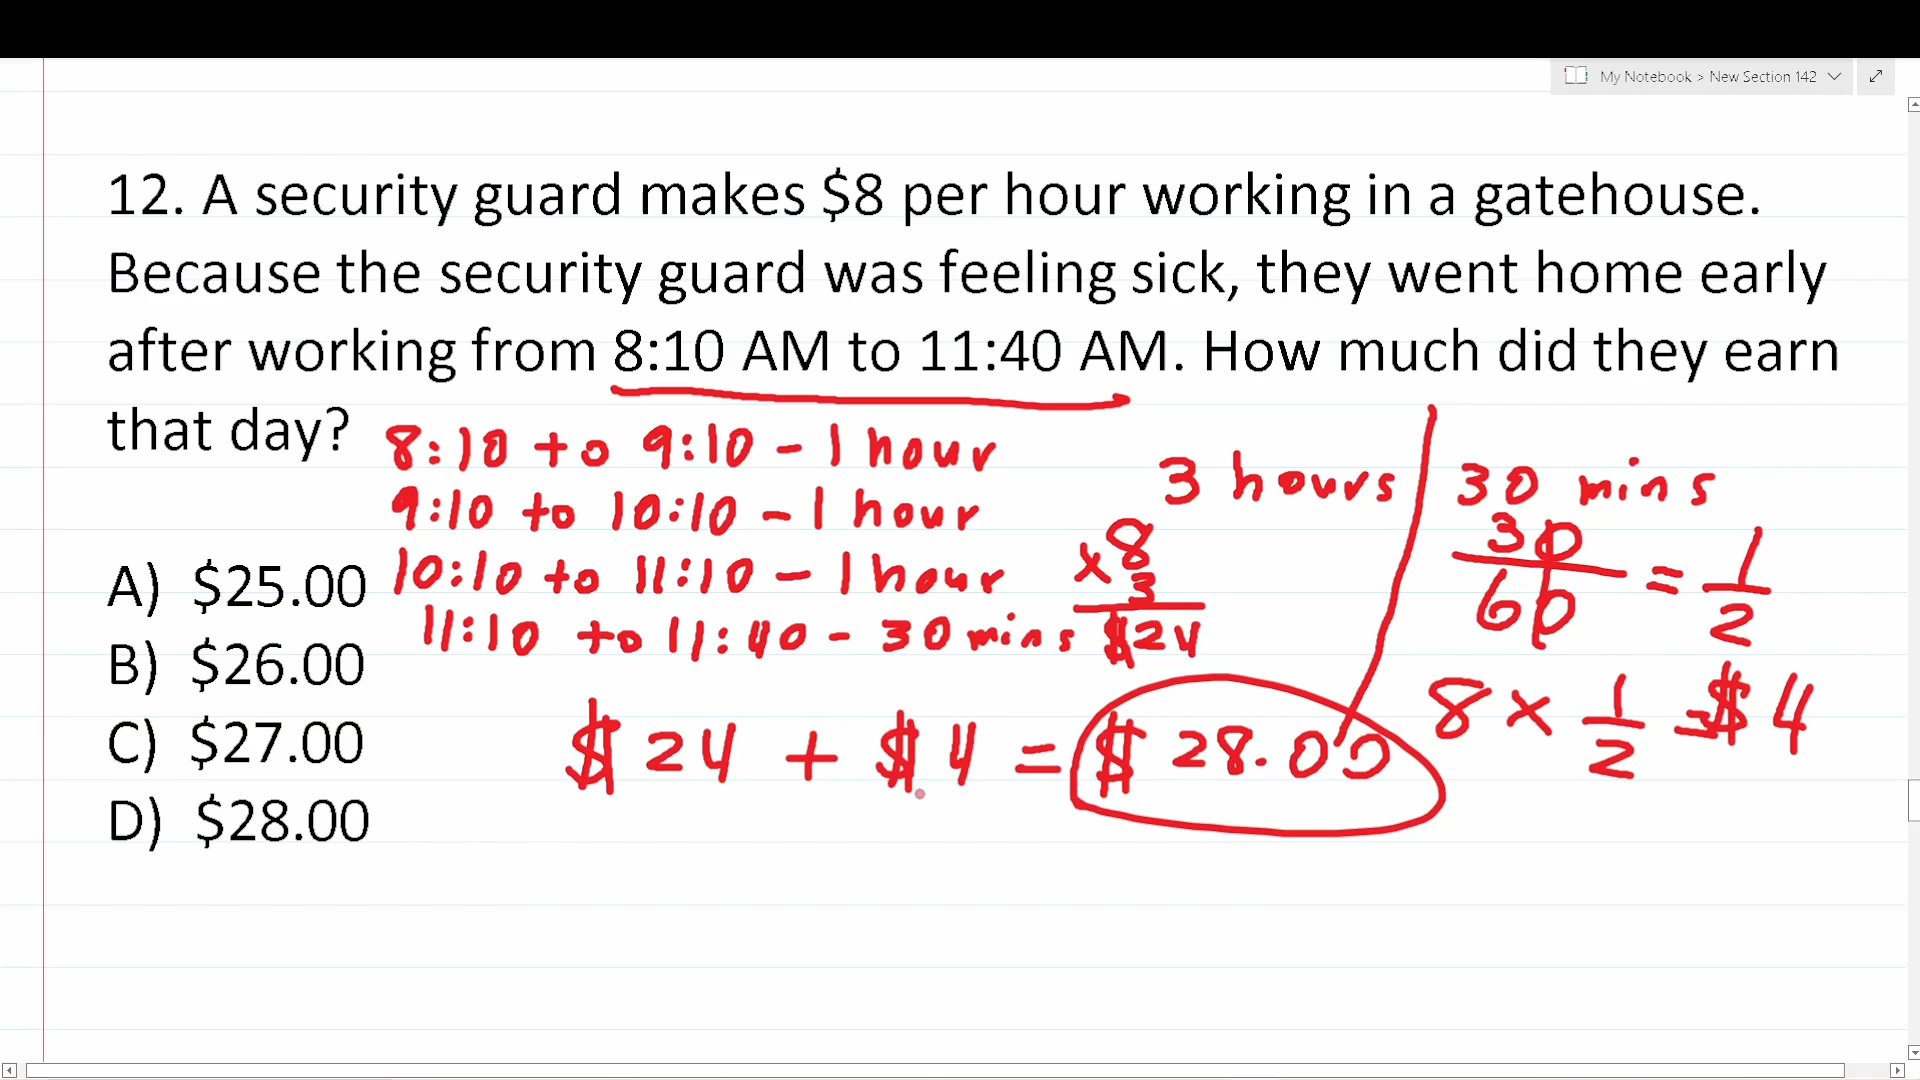 My Notebook > New Section 142
12. A security guard makes $8 per hour working in a gatehouse.
Because the security guard was feeling sick, they went home early
after working from 8:10 AM to 11:40 AM. How much did they earn
that day?
8:10 to 9:10 - 1 hour
9:10 to 10:10 - 1 hour
10:10 to 11:10 - 1 hour
11:10 to 11:40 - 30 mins
3 hours
8
x 3
$24
30 mins
30/60 = 1/2
8 x 1/2 = $4
$24 + $4 = $28.00
A) $25.00
B) $26.00
C) $27.00
D) $28.00